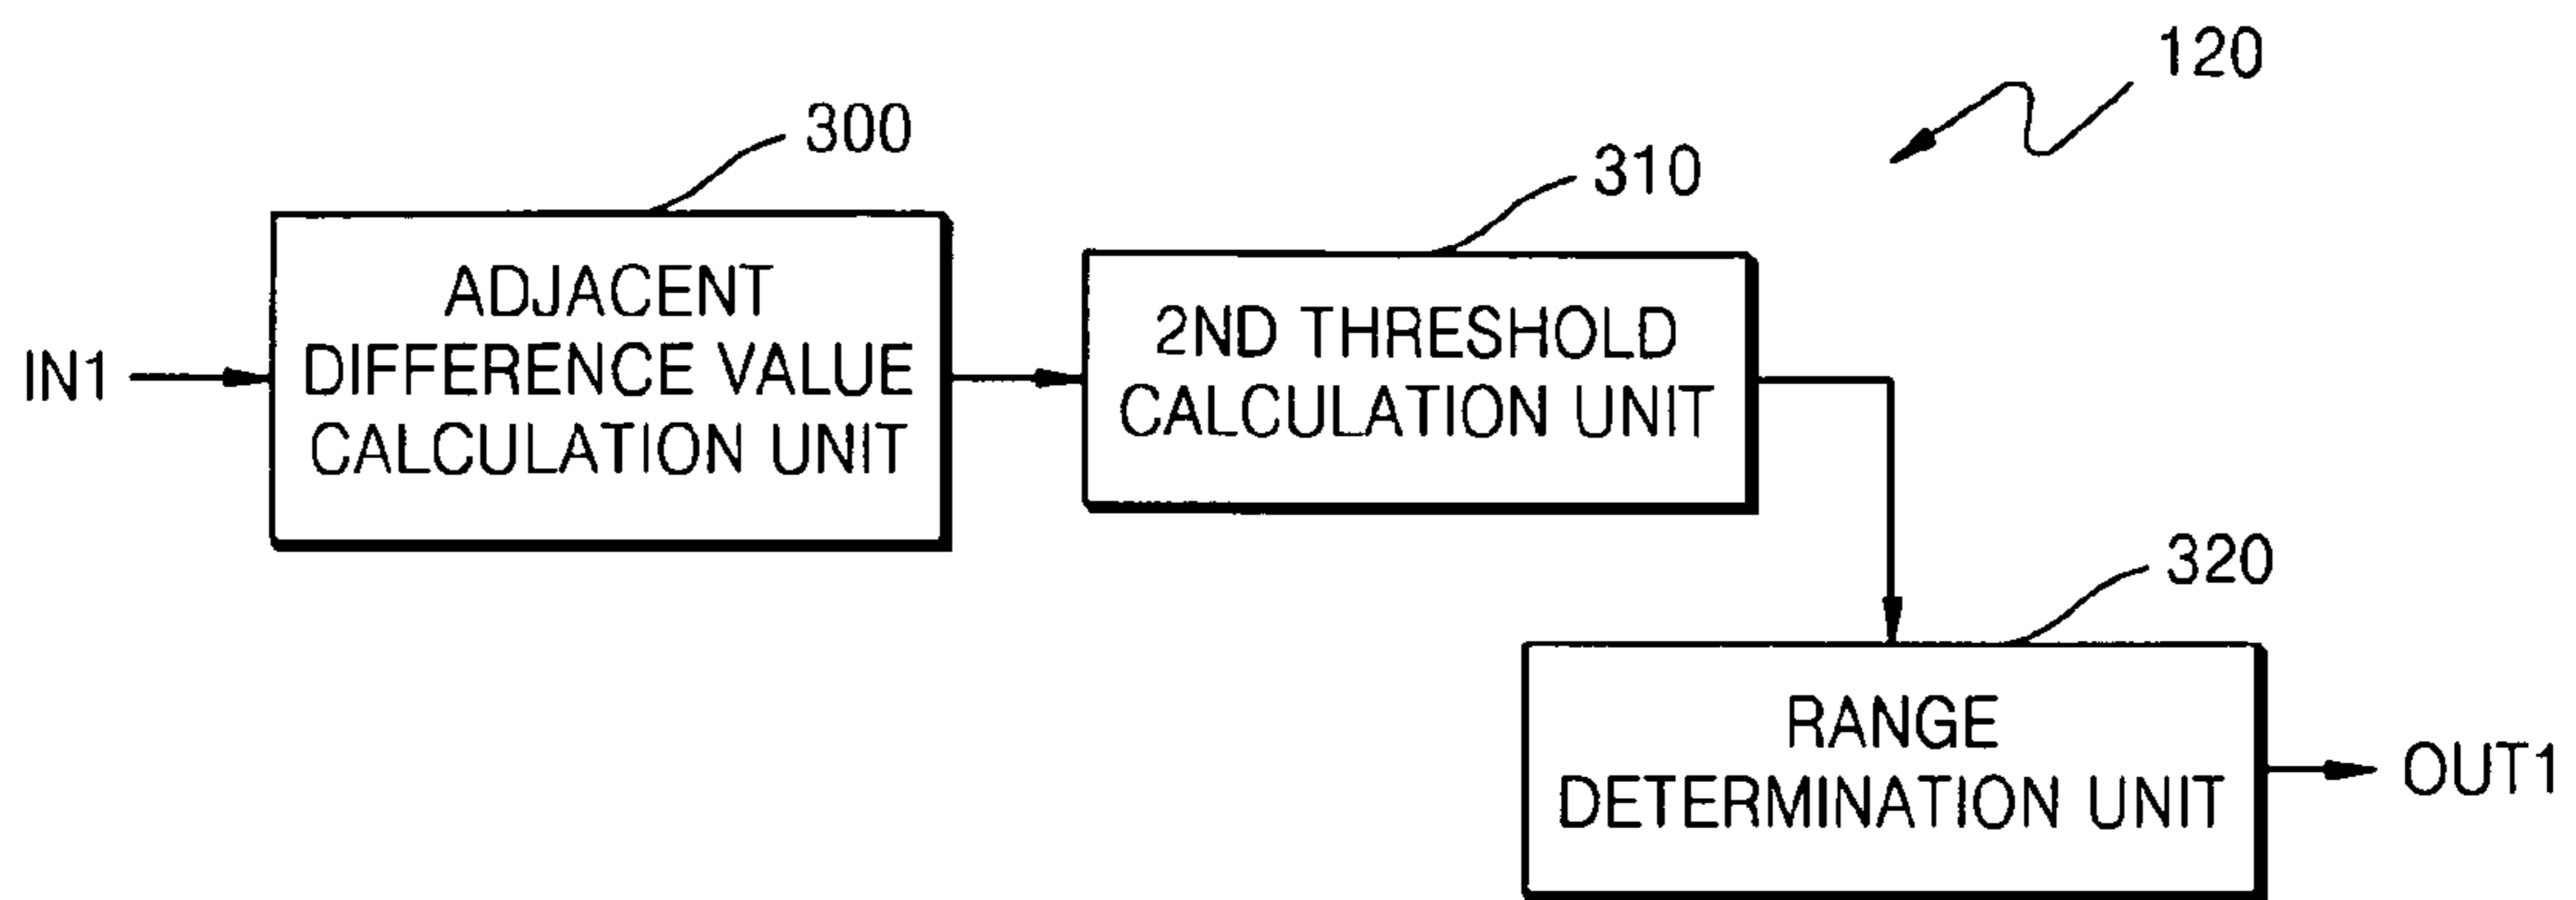 120
300
310
ADJACENT
DIFFERENCE VALUE
CALCULATION UNIT
2ND THRESHOLD
CALCULATION UNIT
IN1
320
RANGE
DETERMINATION UNIT
OUT1